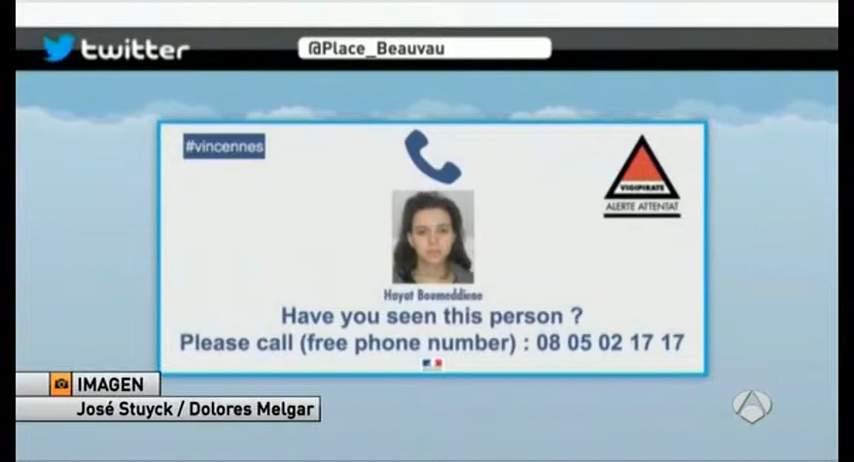 twitter
@Place_Beauvau
#vincennes
VIGIPIRATE
ALERTE ATTENTAT
Hayat Boumeddiene
Have you seen this person ?
Please call (free phone number) : 08 05 02 17 17
IMAGEN
José Stuyck / Dolores Melgar